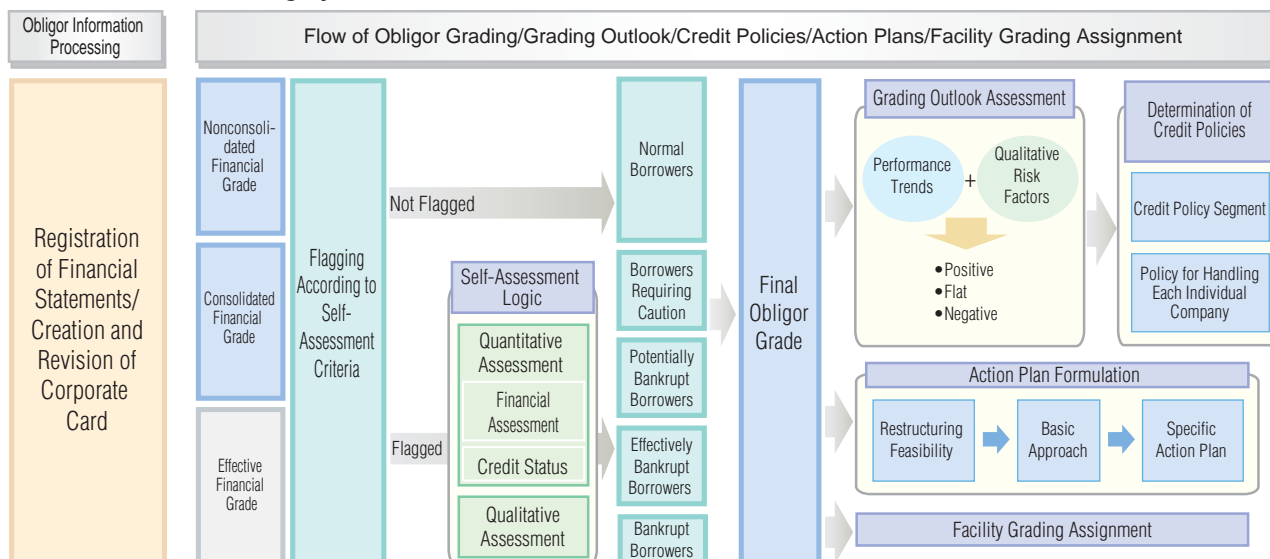 Obligor Information
Processing
Flow of Obligor Grading/Grading Outlook/Credit Policies/Action Plans/Facility Grading Assignment
Registration
of Financial
Statements/
Creation and
Revision of
Corporate
Card
Nonconsoli-
dated
Financial
Grade
Consolidated
Financial
Grade
Effective
Financial
Grade
Flagging
According to
Self-
Assessment
Criteria
Not Flagged
Flagged
Self-Assessment
Logic
Quantitative
Assessment
Financial
Assessment
Credit Status
Qualitative
Assessment
Normal
Borrowers
Borrowers
Requiring
Caution
Potentially
Bankrupt
Borrowers
Effectively
Bankrupt
Borrowers
Bankrupt
Borrowers
Final
Obligor
Grade
Grading Outlook Assessment
Performance
Trends
+
Qualitative
Risk
Factors
•Positive
•Flat
•Negative
Determination of
Credit Policies
Credit Policy Segment
Policy for Handling
Each Individual
Company
Action Plan Formulation
Restructuring
Feasibility
Basic
Approach
Specific
Action Plan
Facility Grading Assignment